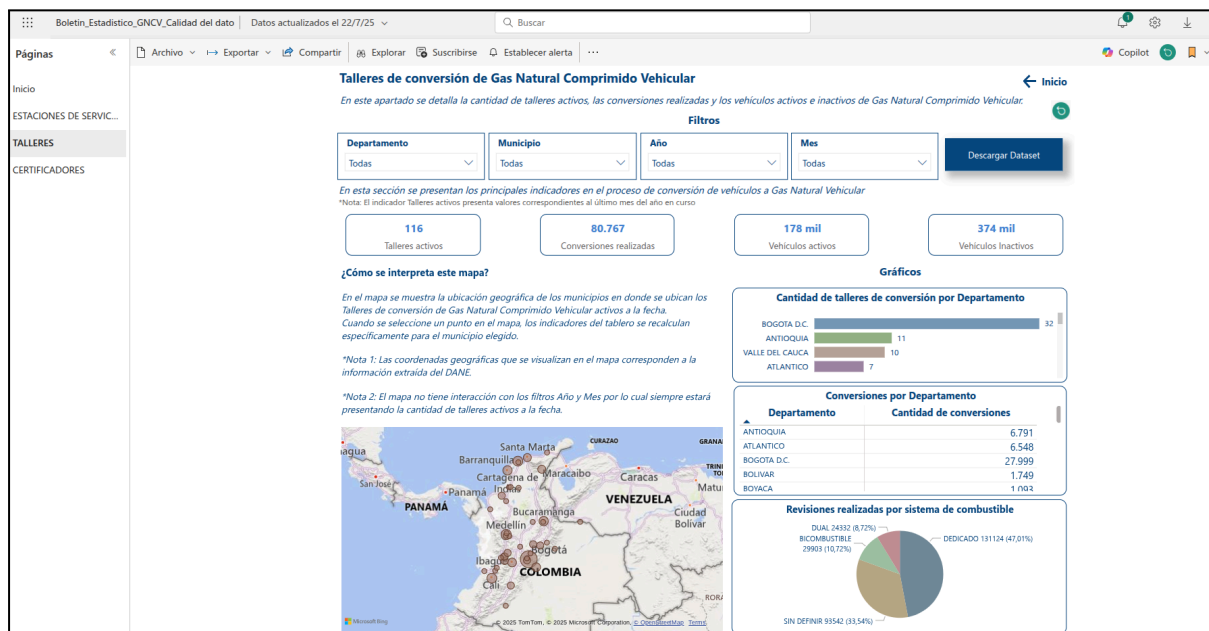 Boletin_Estadistico_GNCV_Calidad del dato | Datos actualizados el 22/7/25
Buscar
1
Páginas
Archivo Exportar Compartir Explorar Suscribirse Establecer alerta ···
Copilot
Inicio
ESTACIONES DE SERVIC...
TALLERES
CERTIFICADORES
Talleres de conversión de Gas Natural Comprimido Vehicular
Inicio
En este apartado se detalla la cantidad de talleres activos, las conversiones realizadas y los vehículos activos e inactivos de Gas Natural Comprimido Vehicular.
Filtros
Departamento
Todas
Municipio
Todas
Año
Todas
Mes
Todas
Descargar Dataset
En esta sección se presentan los principales indicadores en el proceso de conversión de vehículos a Gas Natural Vehicular
*Nota: El indicador Talleres activos presenta valores correspondientes al último mes del año en curso
116
Talleres activos
80.767
Conversiones realizadas
178 mil
Vehículos activos
374 mil
Vehículos Inactivos
¿Cómo se interpreta este mapa?
En el mapa se muestra la ubicación geográfica de los municipios en donde se ubican los
Talleres de conversión de Gas Natural Comprimido Vehicular activos a la fecha.
Cuando se seleccione un punto en el mapa, los indicadores del tablero se recalculan
específicamente para el municipio elegido.
*Nota 1: Las coordenadas geográficas que se visualizan en el mapa corresponden a la
información extraída del DANE.
*Nota 2: El mapa no tiene interacción con los filtros Año y Mes por lo cual siempre estará
presentando la cantidad de talleres activos a la fecha.
agua
Santa Marta
CURAZAO
GRANA
Barranquilla
Cartagena de
Indias
Maracaibo
Caracas
TRIN
TO
Matu
San José
Panamá
PANAMÁ
VENEZUELA
Ciudad
Bolívar
Bucaramanga
Medellín
Bogotá
Ibagué
COLOMBIA
Cali
RORA
Microsoft Bing
© 2025 TomTom, © 2025 Microsoft Corporation, © OpenStreetMap Terms
Gráficos
Cantidad de talleres de conversión por Departamento
BOGOTA D.C. 32
ANTIOQUIA 11
VALLE DEL CAUCA 10
ATLANTICO 7
Conversiones por Departamento
Departamento Cantidad de conversiones
ANTIOQUIA 6.791
ATLANTICO 6.548
BOGOTA D.C. 27.999
BOLIVAR 1.749
BOYACA 1.093
Revisiones realizadas por sistema de combustible
DUAL 24332 (8,72%)
BICOMBUSTIBLE
29903 (10,72%)
DEDICADO 131124 (47,01%)
SIN DEFINIR 93542 (33,54%)